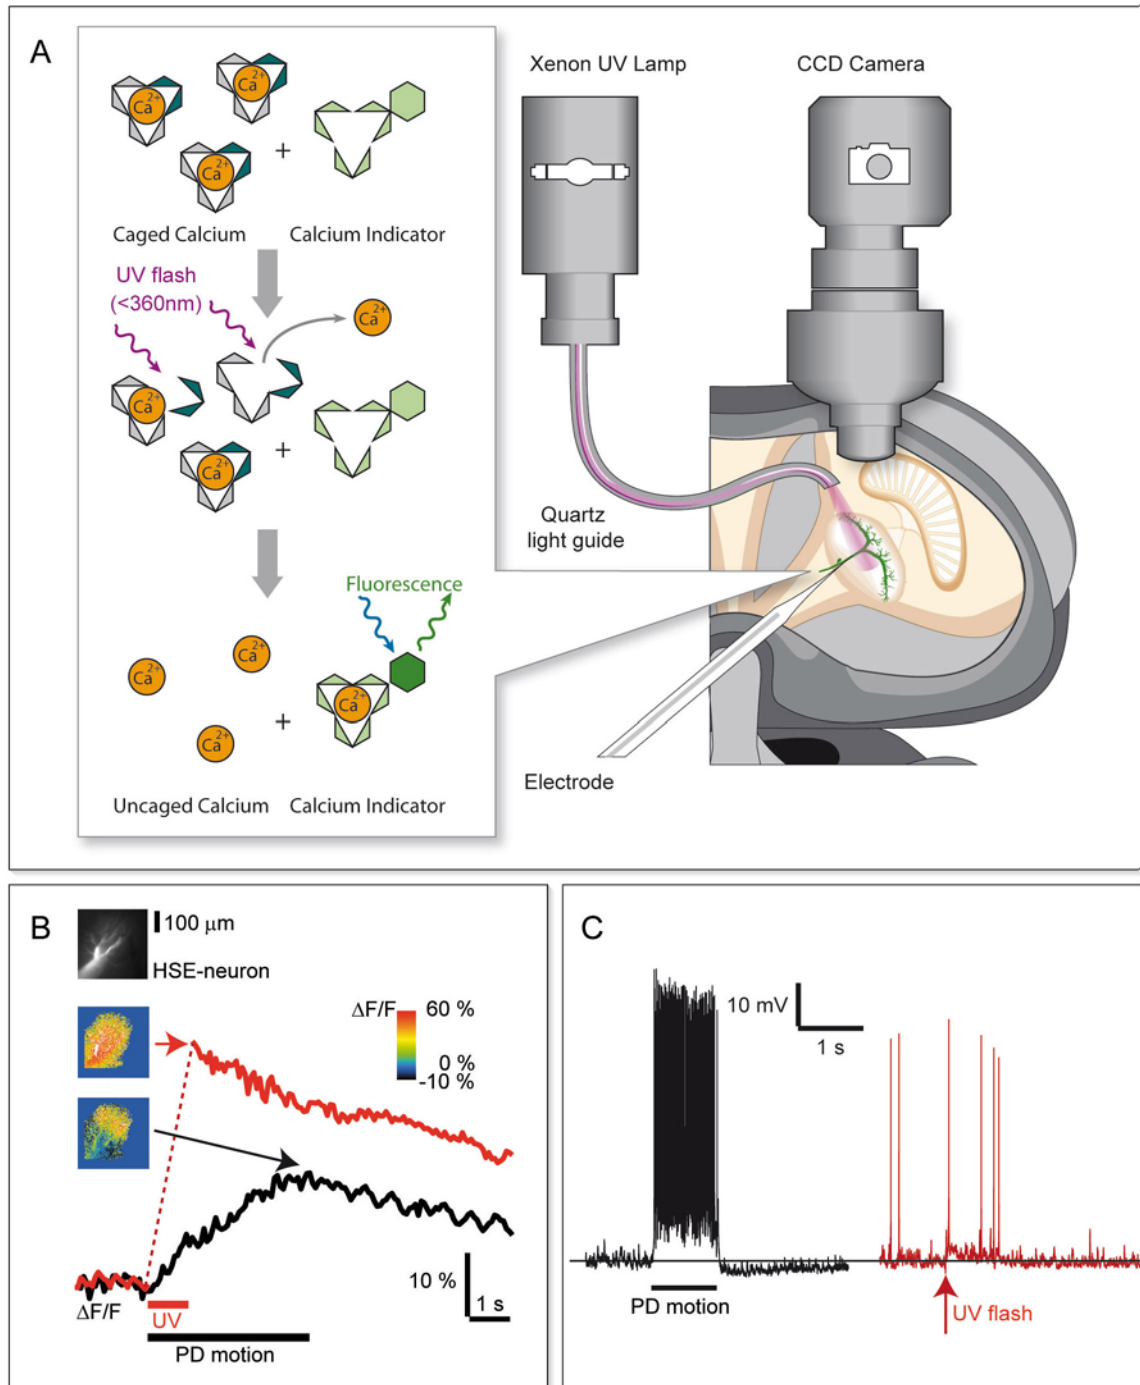 A
Xenon UV Lamp
CCD Camera
Ca2+
Ca2+
Ca2+
+
Caged Calcium
Calcium Indicator
UV flash
(<360nm)
Ca2+
Ca2+
Ca2+
+
Quartz
light guide
Fluorescence
Ca2+
Ca2+
Ca2+
Ca2+
+
Electrode
Uncaged Calcium
Calcium Indicator
B
100 μm
HSE-neuron
ΔF/F
60 %
0 %
-10 %
10 %
1 s
ΔF/F
UV
PD motion
C
10 mV
1 s
PD motion
UV flash